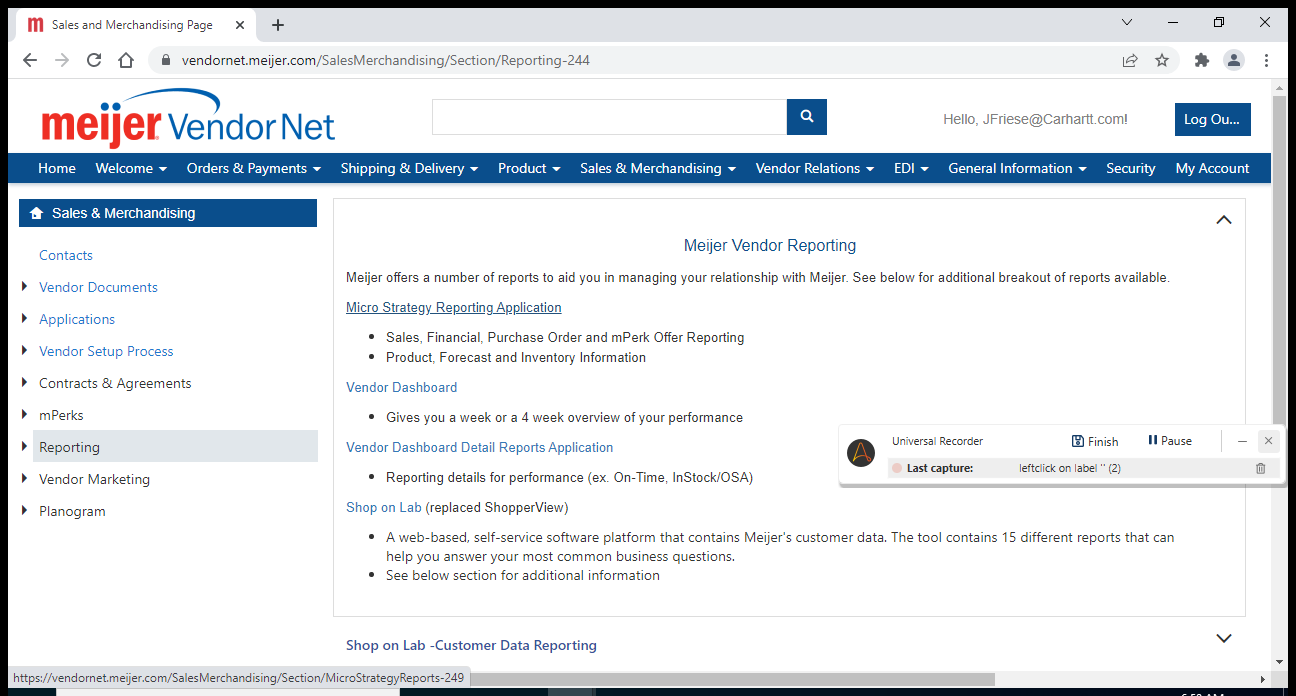 Sales and Merchandising Page
vendornet.meijer.com/SalesMerchandising/Section/Reporting-244
meijer VendorNet
Hello, JFriese@Carhartt.com!
Log Ou...
Home Welcome Orders & Payments Shipping & Delivery Product Sales & Merchandising Vendor Relations EDI General Information Security My Account
Sales & Merchandising
Contacts
Vendor Documents
Applications
Vendor Setup Process
Contracts & Agreements
mPerks
Reporting
Vendor Marketing
Planogram
Meijer Vendor Reporting
Meijer offers a number of reports to aid you in managing your relationship with Meijer. See below for additional breakout of reports available.
Micro Strategy Reporting Application
• Sales, Financial, Purchase Order and mPerk Offer Reporting
• Product, Forecast and Inventory Information
Vendor Dashboard
• Gives you a week or a 4 week overview of your performance
Vendor Dashboard Detail Reports Application
• Reporting details for performance (ex. On-Time, InStock/OSA)
Shop on Lab (replaced ShopperView)
• A web-based, self-service software platform that contains Meijer's customer data. The tool contains 15 different reports that can
help you answer your most common business questions.
• See below section for additional information
Shop on Lab -Customer Data Reporting
Universal Recorder
Finish
Pause
Last capture: leftclick on label '' (2)
https://vendornet.meijer.com/SalesMerchandising/Section/MicroStrategyReports-249